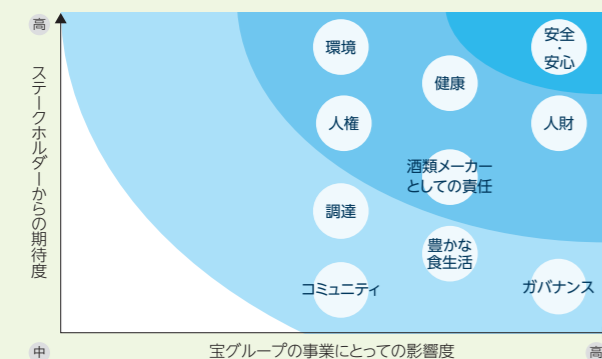 高
ステークホルダーからの期待度
環境
安全
・
安心
健康
人権
人財
酒類メーカー
としての責任
調達
豊かな
食生活
コミュニティ
ガバナンス
中
宝グループの事業にとっての影響度
高